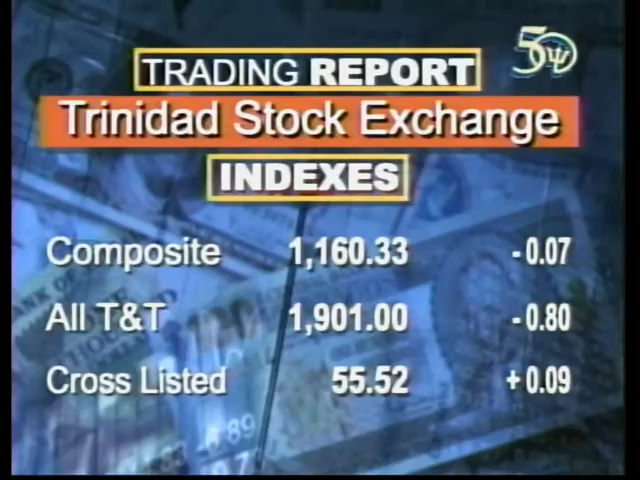 50
TRADING REPORT
Trinidad Stock Exchange
INDEXES
Composite 1,160.33 - 0.07
All T&T 1,901.00 - 0.80
Cross Listed 55.52 + 0.09